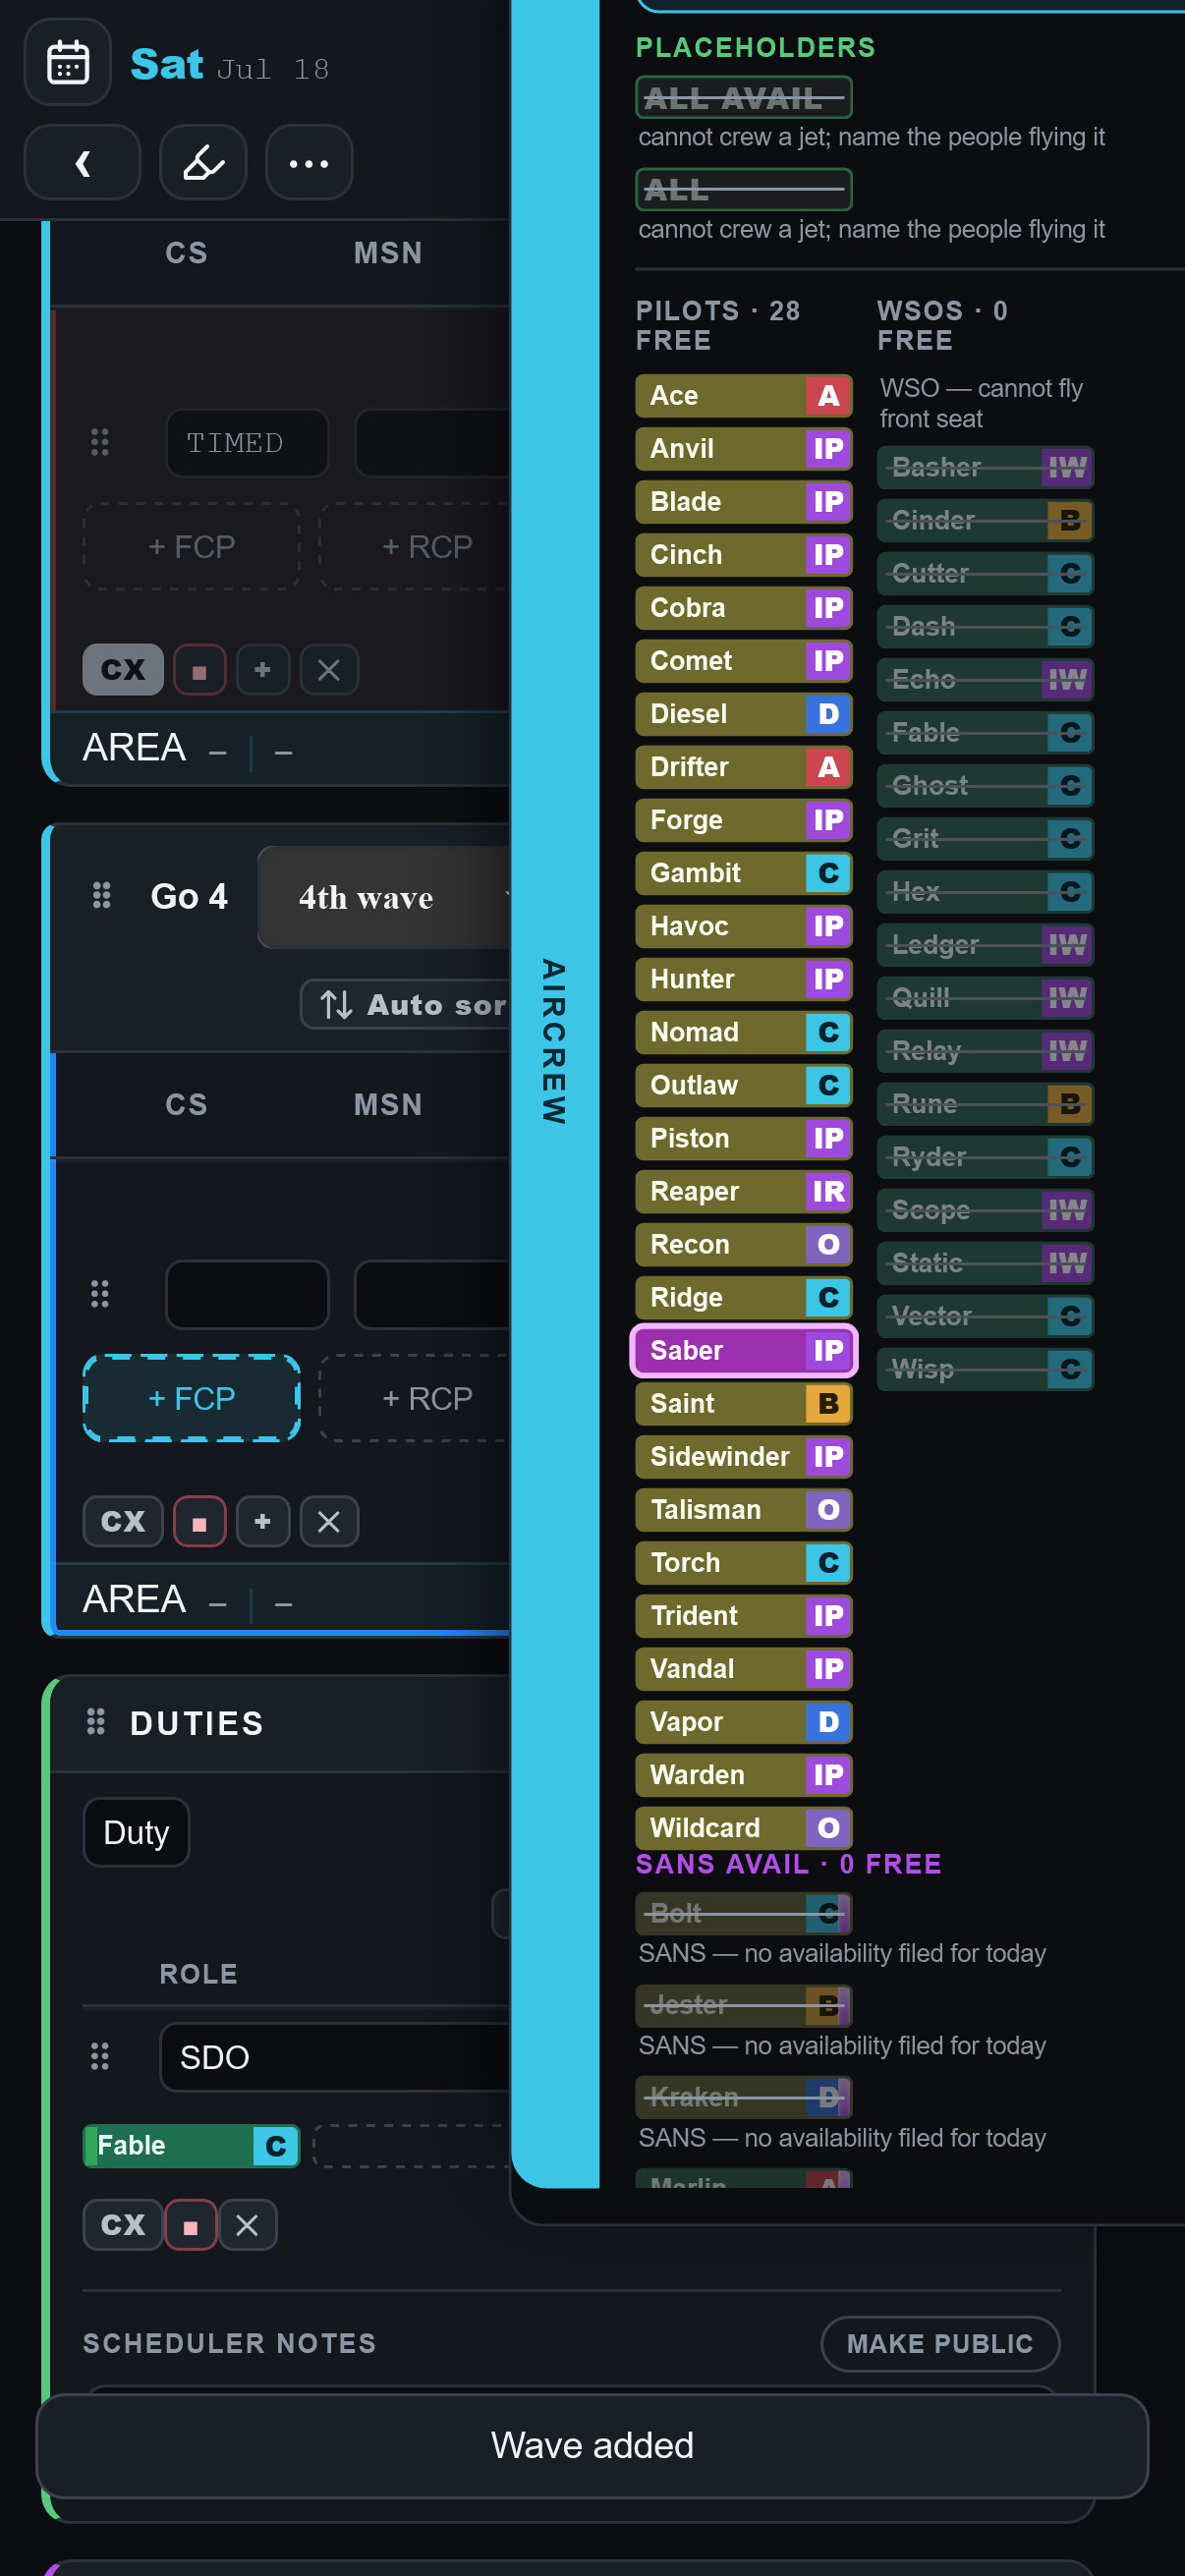 Sat Jul 18
CS MSN
TIMED
+ FCP + RCP
CX + ×
AREA – | –
Go 4 4th wave
Auto sor
CS MSN
+ FCP + RCP
CX + ×
AREA – | –
DUTIES
Duty
ROLE
SDO
Fable C
CX ×
SCHEDULER NOTES MAKE PUBLIC
Wave added
AIRCREW
PLACEHOLDERS
ALL AVAIL
cannot crew a jet; name the people flying it
ALL
cannot crew a jet; name the people flying it
PILOTS · 28
FREE
Ace A
Anvil IP
Blade IP
Cinch IP
Cobra IP
Comet IP
Diesel D
Drifter A
Forge IP
Gambit C
Havoc IP
Hunter IP
Nomad C
Outlaw C
Piston IP
Reaper IR
Recon O
Ridge C
Saber IP
Saint B
Sidewinder IP
Talisman O
Torch C
Trident IP
Vandal IP
Vapor D
Warden IP
Wildcard O
WSOS · 0
FREE
WSO — cannot fly
front seat
Basher IW
Cinder B
Cutter C
Dash C
Echo IW
Fable C
Ghost C
Grit C
Hex C
Ledger IW
Quill IW
Relay IW
Rune B
Ryder C
Scope IW
Static IW
Vector C
Wisp C
SANS AVAIL · 0 FREE
Bolt C
SANS — no availability filed for today
Jester B
SANS — no availability filed for today
Kraken D
SANS — no availability filed for today
Marlin A